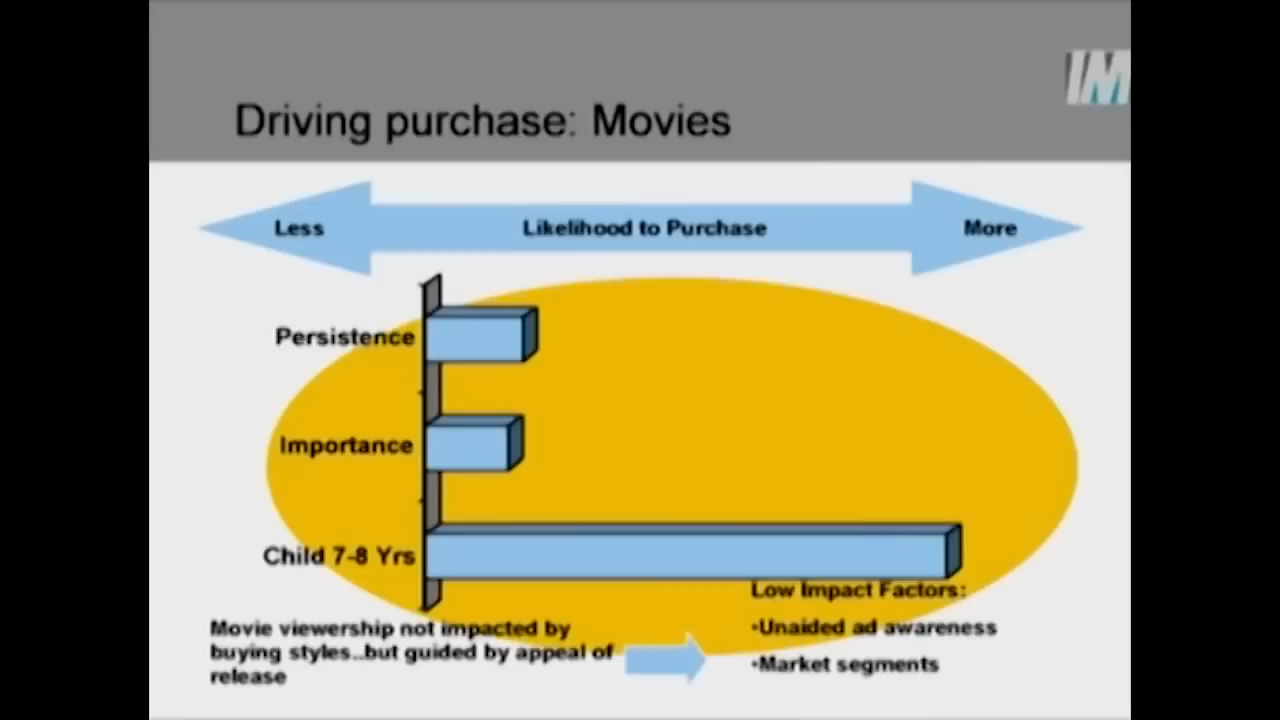 IM
Driving purchase: Movies
Less
Likelihood to Purchase
More
Persistence
Importance
Child 7-8 Yrs
Movie viewership not impacted by
buying styles..but guided by appeal of
release
Low Impact Factors:
•Unaided ad awareness
•Market segments